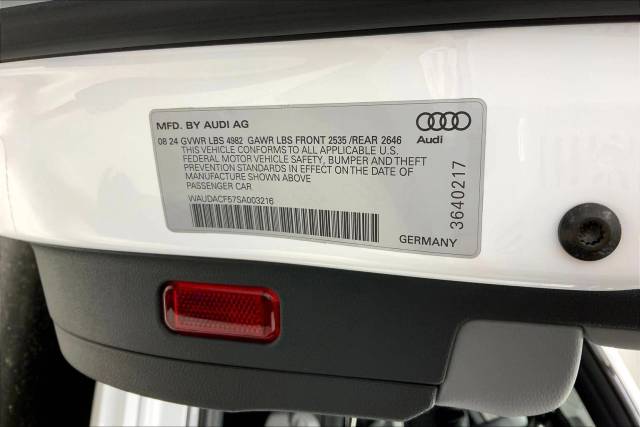 MFD. BY AUDI AG
08 24 GVWR LBS 4982 GAWR LBS FRONT 2535 /REAR 2646
THIS VEHICLE CONFORMS TO ALL APPLICABLE U.S.
FEDERAL MOTOR VEHICLE SAFETY, BUMPER AND THEFT
PREVENTION STANDARDS IN EFFECT ON THE DATE OF
MANUFACTURE SHOWN ABOVE
PASSENGER CAR
WAUDACF57SA003216
Audi
3640217
GERMANY